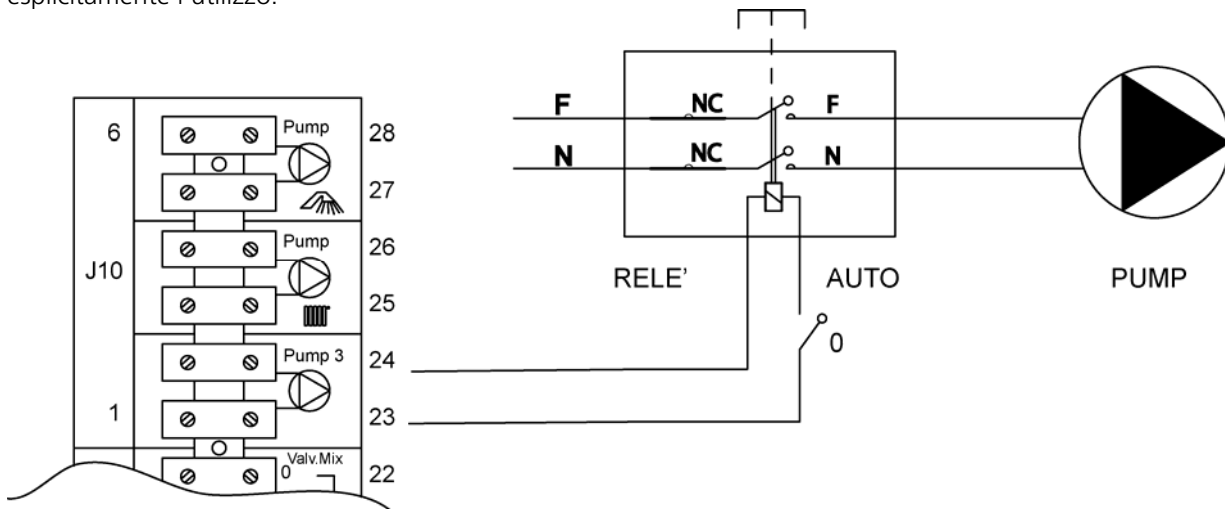 esplicitamente l'utilizzo.
6
Pump
28
27
J10
Pump
26
25
Pump 3
24
1
23
Valv.Mix
0
22
F
NC
F
N
NC
N
RELE'
AUTO
PUMP
0